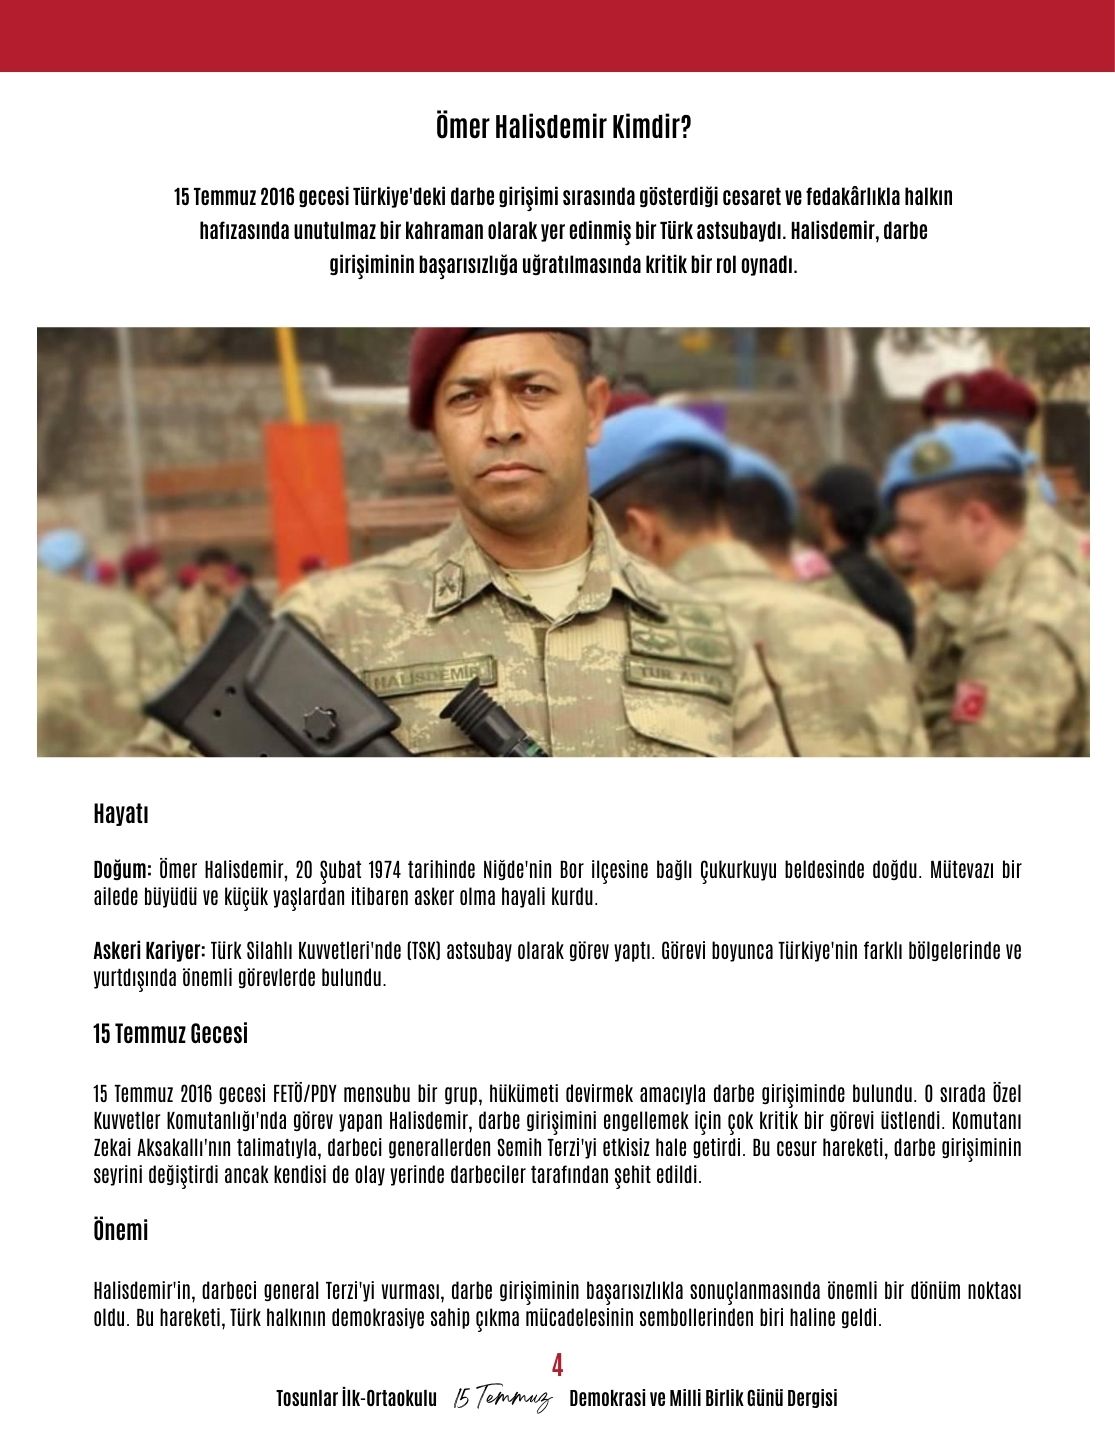 Ömer Halisdemir Kimdir?
15 Temmuz 2016 gecesi Türkiye'deki darbe girişimi sırasında gösterdiği cesaret ve fedakârlıkla halkın
hafızasında unutulmaz bir kahraman olarak yer edinmiş bir Türk astsubaydı. Halisdemir, darbe
girişiminin başarısızlığa uğratılmasında kritik bir rol oynadı.
HALISDEMIR
TUR ARMY
Hayatı
Doğum: Ömer Halisdemir, 20 Şubat 1974 tarihinde Niğde'nin Bor ilçesine bağlı Çukurkuyu beldesinde doğdu. Mütevazı bir
ailede büyüüdü ve küçük yaşlardan itibaren asker olma hayali kurdu.
Askeri Kariyer: Türk Silahlı Kuvvetleri'nde (TSK) astsubay olarak görev yaptı. Görevi boyunca Türkiye'nin farklı bölgelerinde ve
yurtdışında önemli görevlerde bulundu.
15 Temmuz Gecesi
15 Temmuz 2016 gecesi FETÖ/PDY mensubu bir grup, hükümeti devirmek amacıyla darbe girişiminde bulundu. O sırada Özel
Kuvvetler Komutanlığı'nda görev yapan Halisdemir, darbe girişimini engellemek için çok kritik bir görevi üstlendi. Komutanı
Zekai Aksakallı'nın talimatıyla, darbeci generallerden Semih Terzi'yi etkisiz hale getirdi. Bu cesur hareketi, darbe girişiminin
seyrini değiştirdi ancak kendisi de olay yerinde darbeciler tarafından şehit edildi.
Önemi
Halisdemir'in, darbeci general Terzi'yi vurması, darbe girişiminin başarısızlıkla sonuçlanmasında önemli bir dönüm noktası
oldu. Bu hareketi, Türk halkının demokrasiye sahip çıkma mücadelesinin sembollerinden biri haline geldi.
4
Tosunlar İlk-Ortaokulu 15 Temmuz Demokrasi ve Milli Birlik Günü Dergisi